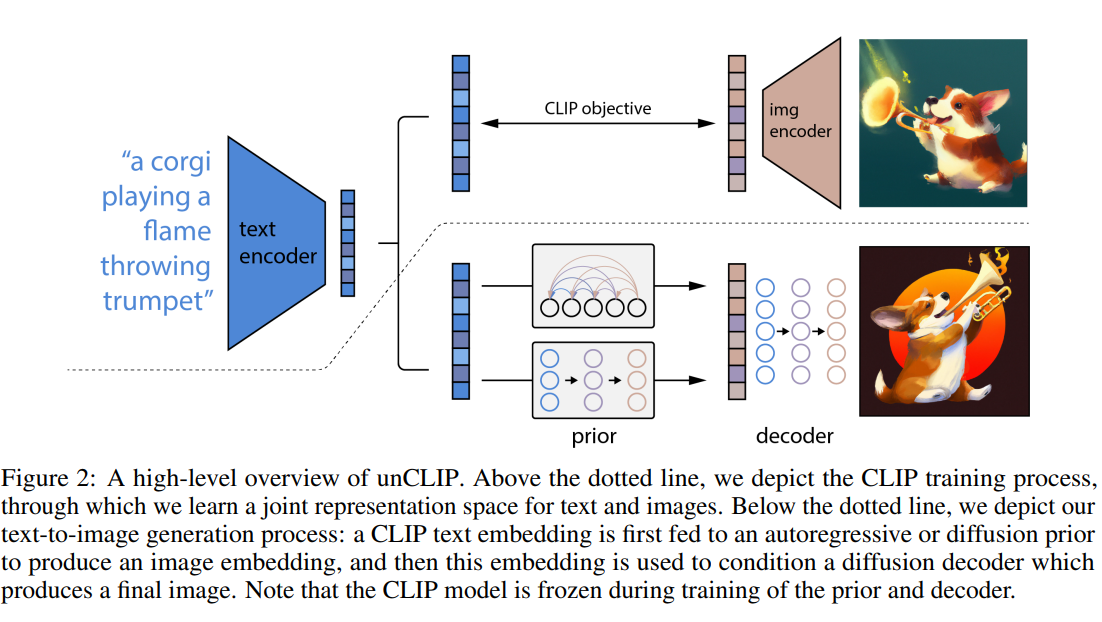 “a corgi
playing a
flame
throwing
trumpet”
text
encoder
CLIP objective
img
encoder
prior
decoder
Figure 2: A high-level overview of unCLIP. Above the dotted line, we depict the CLIP training process,
through which we learn a joint representation space for text and images. Below the dotted line, we depict our
text-to-image generation process: a CLIP text embedding is first fed to an autoregressive or diffusion prior
to produce an image embedding, and then this embedding is used to condition a diffusion decoder which
produces a final image. Note that the CLIP model is frozen during training of the prior and decoder.